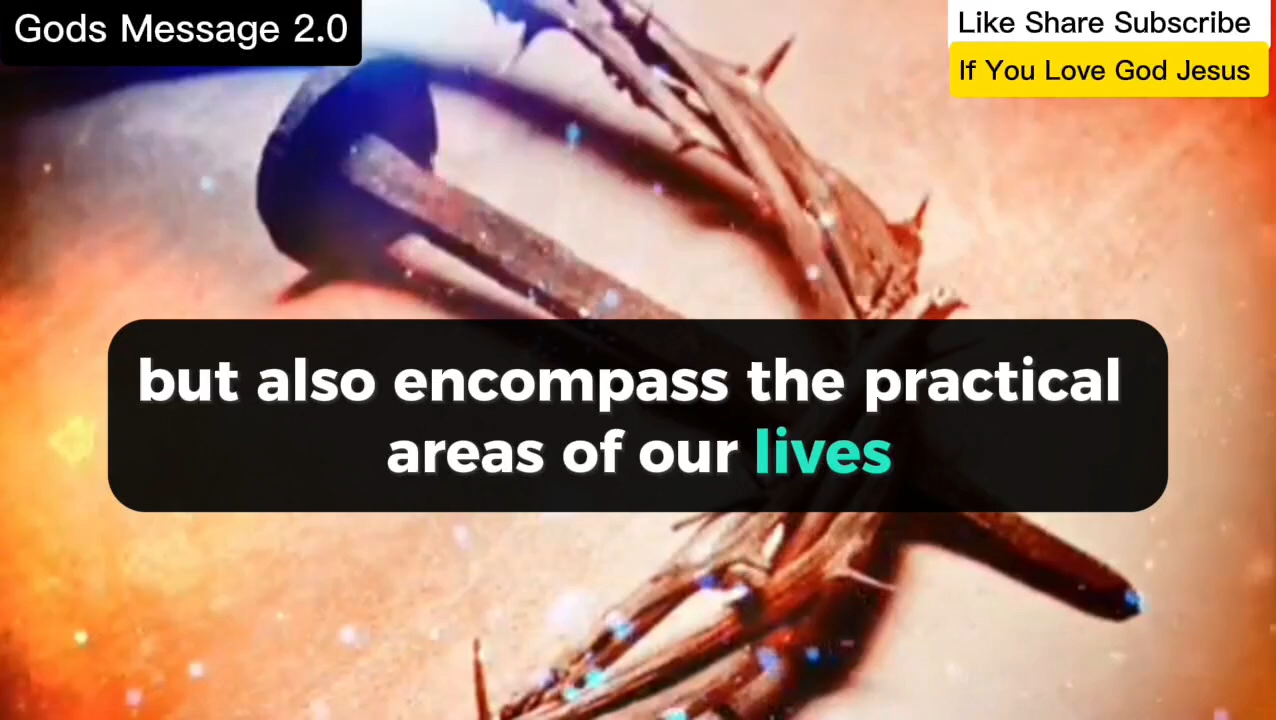 Gods Message 2.0
Like Share Subscribe
If You Love God Jesus
but also encompass the practical
areas of our lives